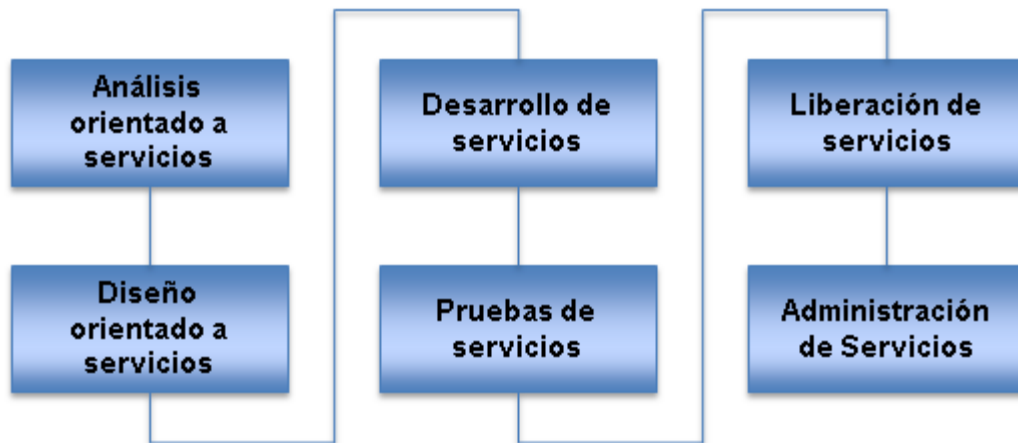 Análisis
orientado a
servicios
Diseño
orientado a
servicios
Desarrollo de
servicios
Pruebas de
servicios
Liberación de
servicios
Administración
de Servicios